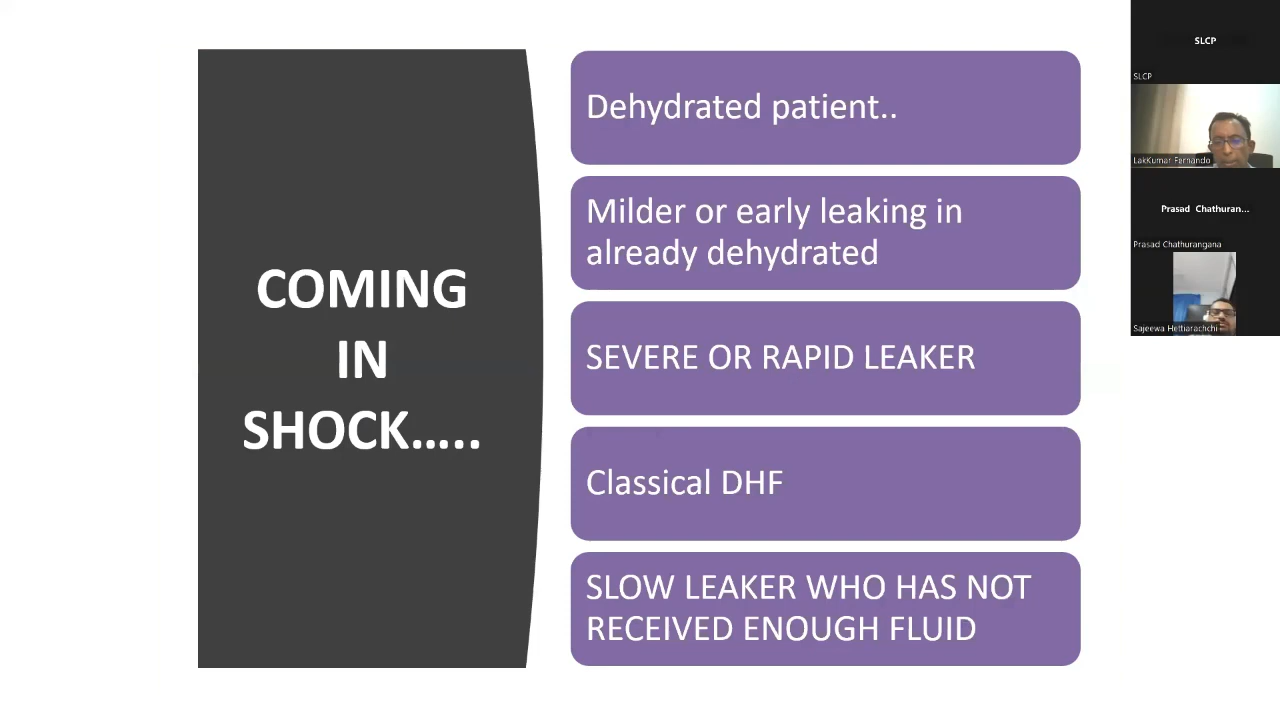 COMING
IN
SHOCK.....
Dehydrated patient..
Milder or early leaking in
already dehydrated
SEVERE OR RAPID LEAKER
Classical DHF
SLOW LEAKER WHO HAS NOT
RECEIVED ENOUGH FLUID
SLCP
SLCP
LakKumar Fernando
Prasad Chathuran...
Prasad Chathurangana
Sajeewa Hettiarachchi